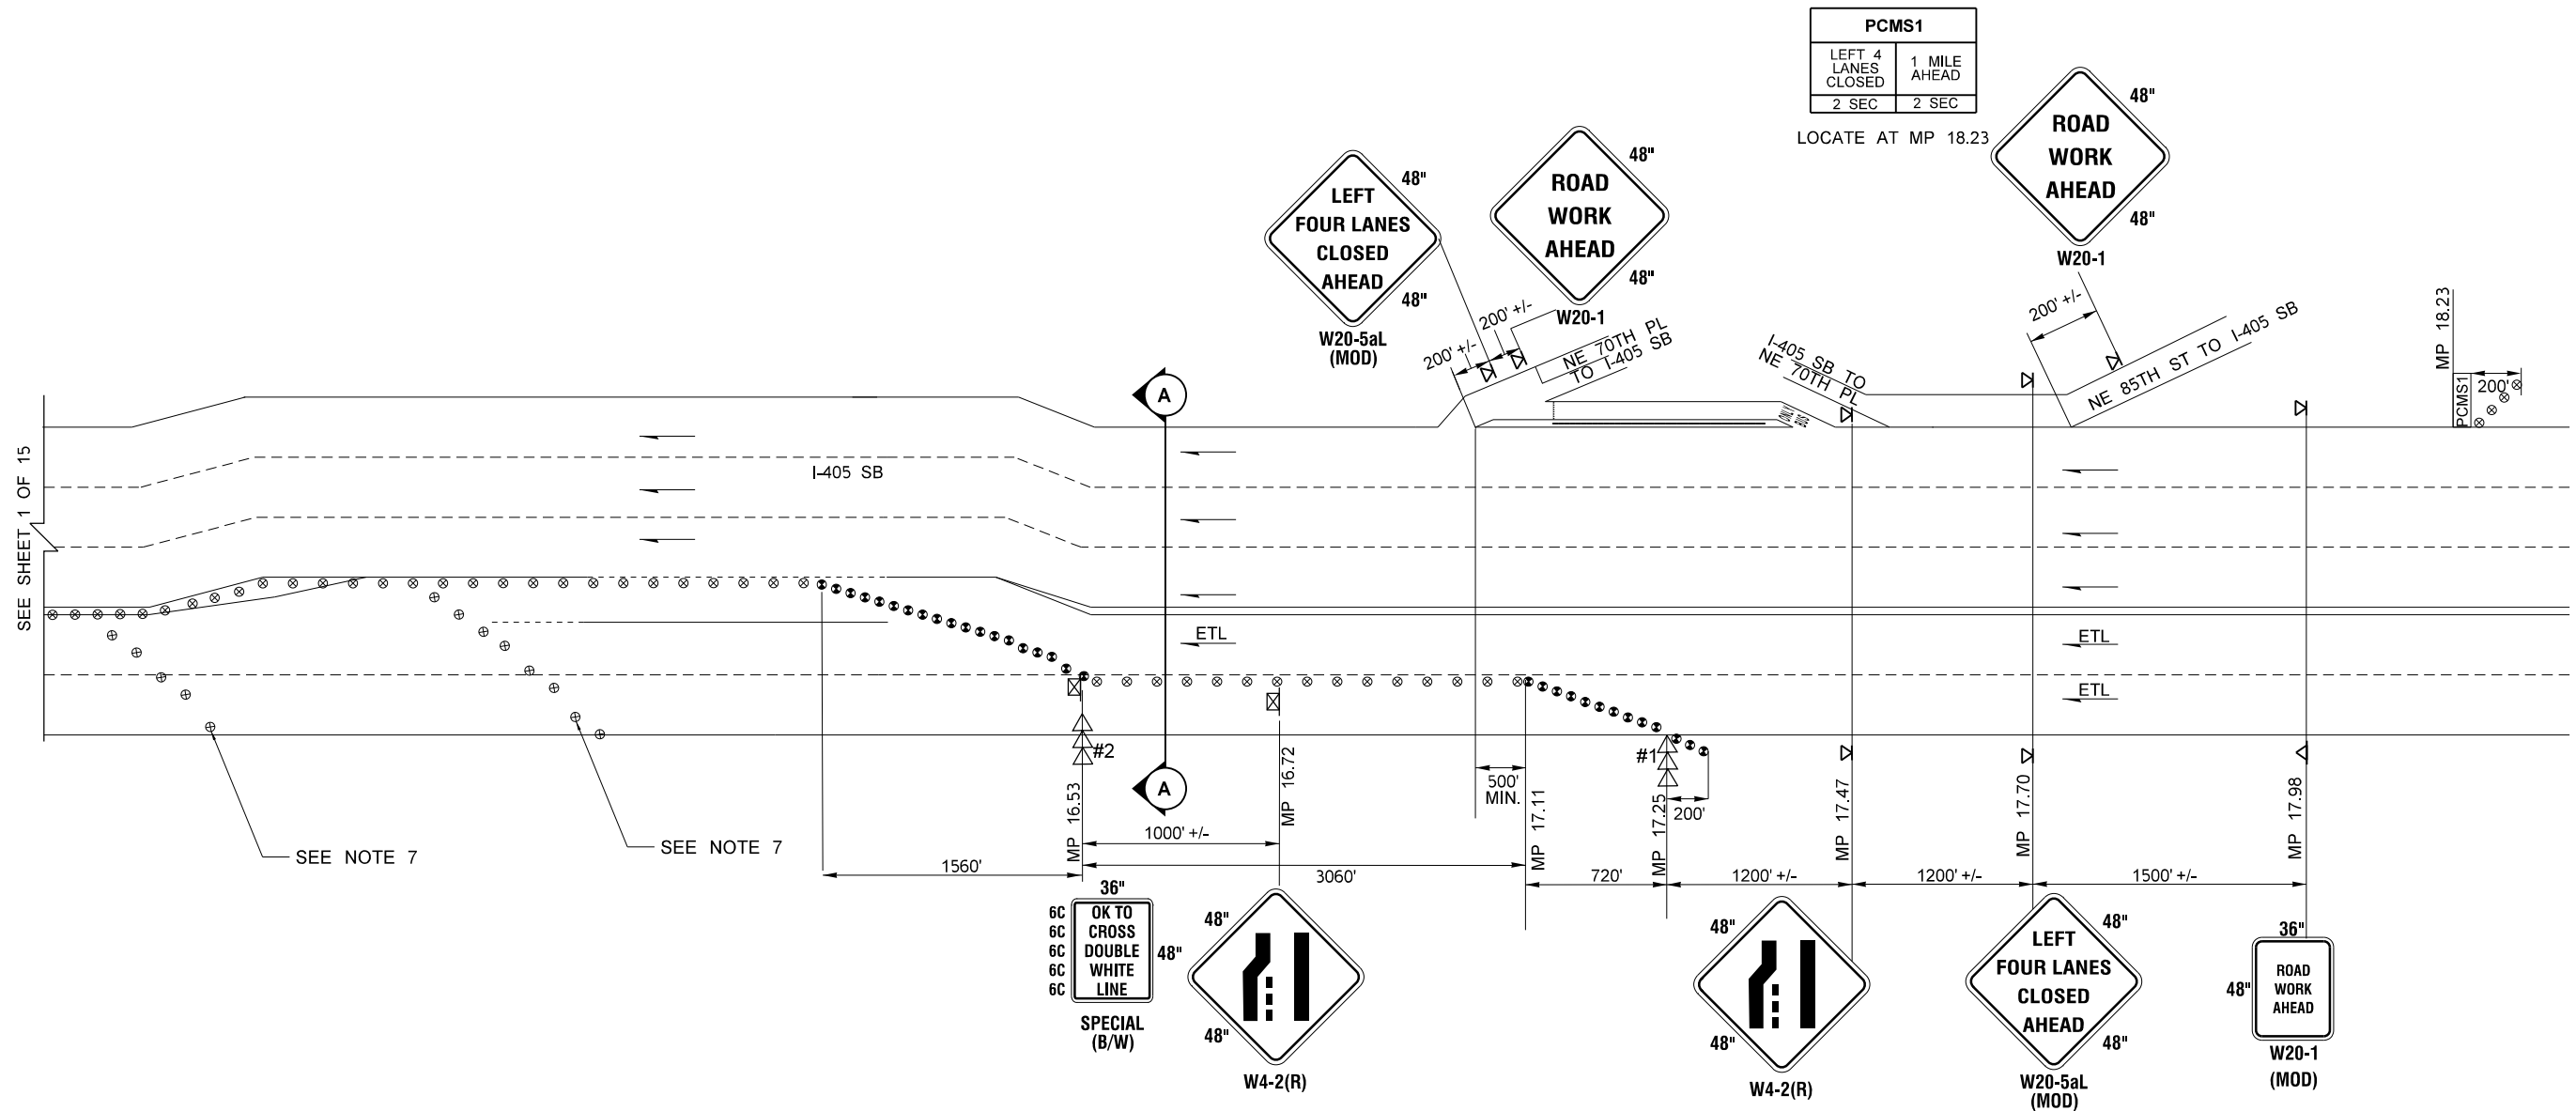 PCMS1
LEFT 4
LANES
CLOSED
1 MILE
AHEAD
2 SEC
2 SEC
LOCATE AT MP 18.23
ROAD
WORK
AHEAD
48"
48"
W20-1
ROAD
WORK
AHEAD
48"
48"
W20-1
LEFT
FOUR LANES
CLOSED
AHEAD
48"
48"
W20-5aL
(MOD)
200' +/-
200' +/-
NE 70TH PL
TO I-405 SB
I-405 SB TO
NE 70TH PL
200' +/-
NE 85TH ST TO I-405 SB
MP 18.23
PCMS1
200'
A
SEE SHEET 1 OF 15
I-405 SB
ETL
ETL
ETL
#2
#1
A
SEE NOTE 7
SEE NOTE 7
MP 16.53
MP 16.72
500'
MIN.
MP 17.11
MP 17.25
200'
MP 17.47
MP 17.70
MP 17.98
1000' +/-
1560'
3060'
720'
1200' +/-
1200' +/-
1500' +/-
36"
6C OK TO
6C CROSS
6C DOUBLE
6C WHITE
6C LINE
48"
SPECIAL
(B/W)
48"
48"
W4-2(R)
48"
48"
W4-2(R)
LEFT
FOUR LANES
CLOSED
AHEAD
48"
48"
W20-5aL
(MOD)
36"
48"
ROAD
WORK
AHEAD
W20-1
(MOD)